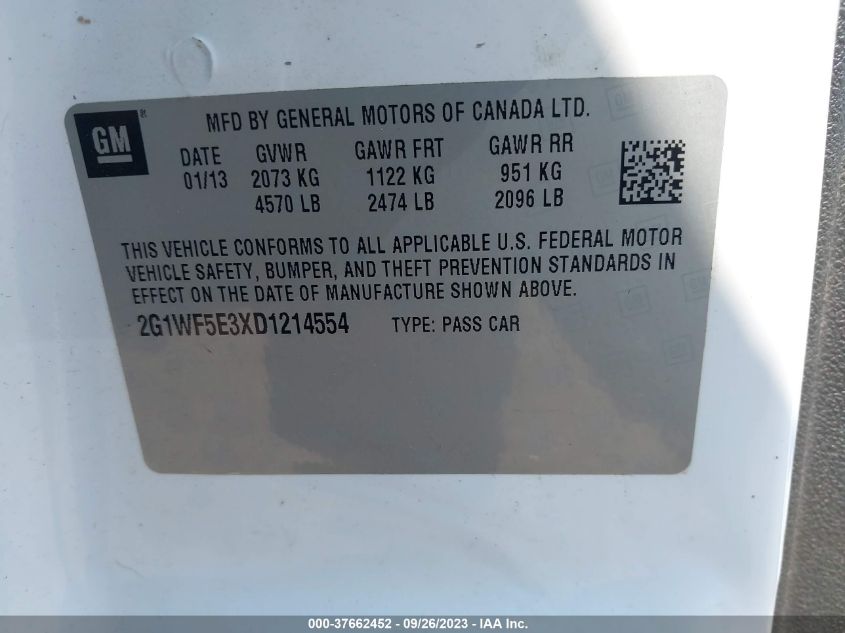 GM
MFD BY GENERAL MOTORS OF CANADA LTD.
DATE GVWR GAWR FRT GAWR RR
01/13 2073 KG 1122 KG 951 KG
4570 LB 2474 LB 2096 LB
THIS VEHICLE CONFORMS TO ALL APPLICABLE U.S. FEDERAL MOTOR
VEHICLE SAFETY, BUMPER, AND THEFT PREVENTION STANDARDS IN
EFFECT ON THE DATE OF MANUFACTURE SHOWN ABOVE.
2G1WF5E3XD1214554 TYPE: PASS CAR
000-37662452 - 09/26/2023 - IAA Inc.